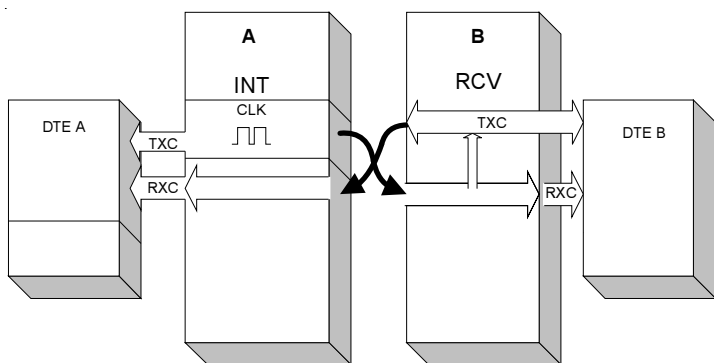 A
B
INT
RCV
CLK
DTE A
TXC
TXC
DTE B
RXC
RXC